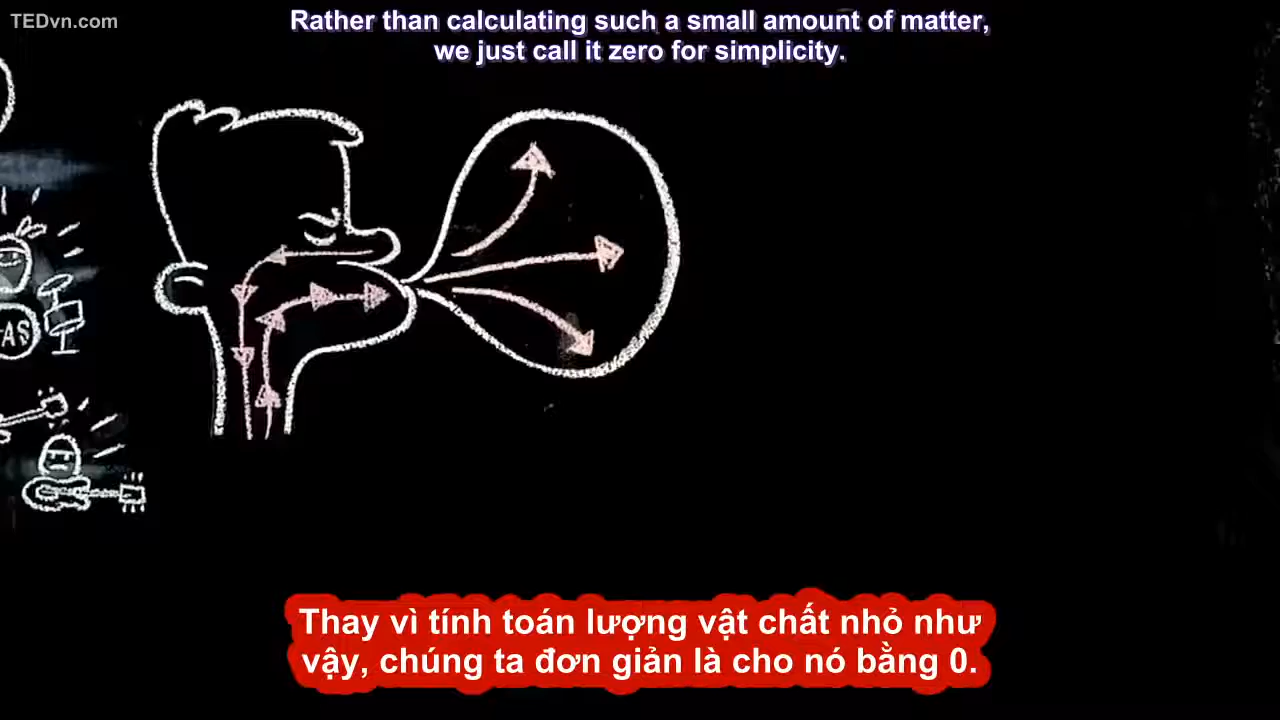 TEDvn.com
Rather than calculating such a small amount of matter,
we just call it zero for simplicity.
AS
Thay vì tính toán lượng vật chất nhỏ như
vậy, chúng ta đơn giản là cho nó bằng 0.